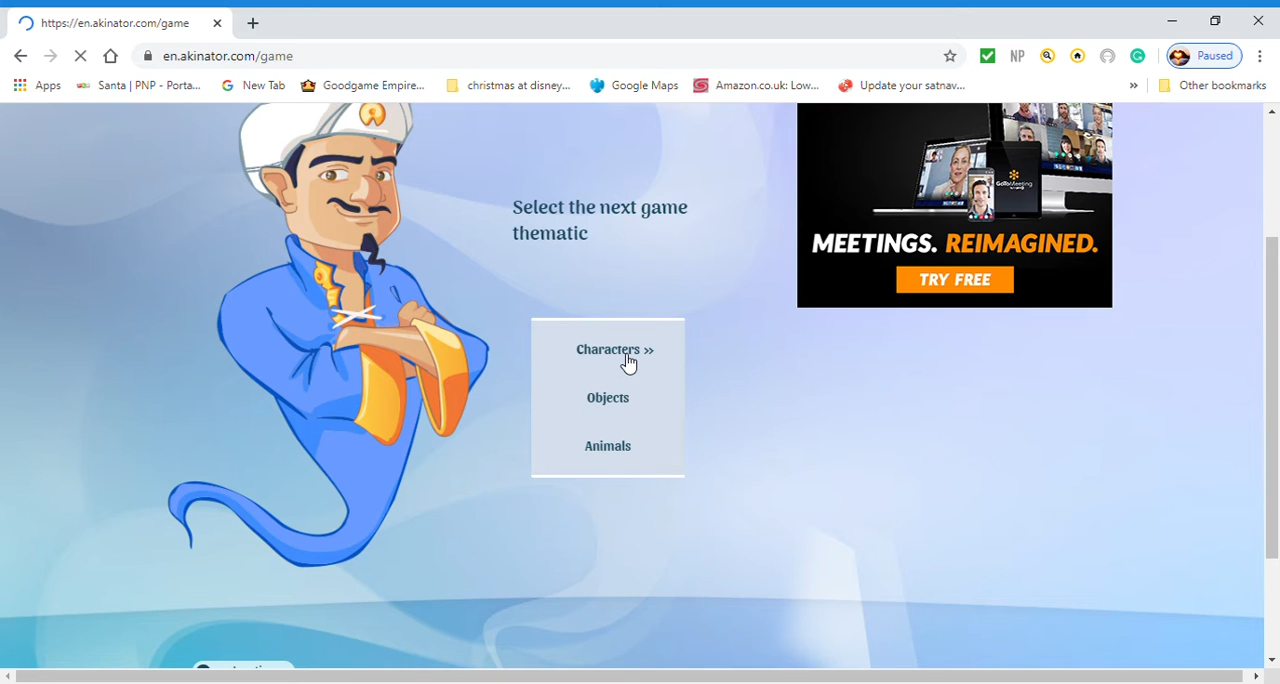 https://en.akinator.com/game
en.akinator.com/game
NP
Paused
Apps
Santa | PNP - Porta...
New Tab
Goodgame Empire...
christmas at disney...
Google Maps
Amazon.co.uk: Low...
Update your satnav...
»
Other bookmarks
GoToMeeting
MEETINGS. REIMAGINED.
TRY FREE
Select the next game
thematic
Characters »
Objects
Animals